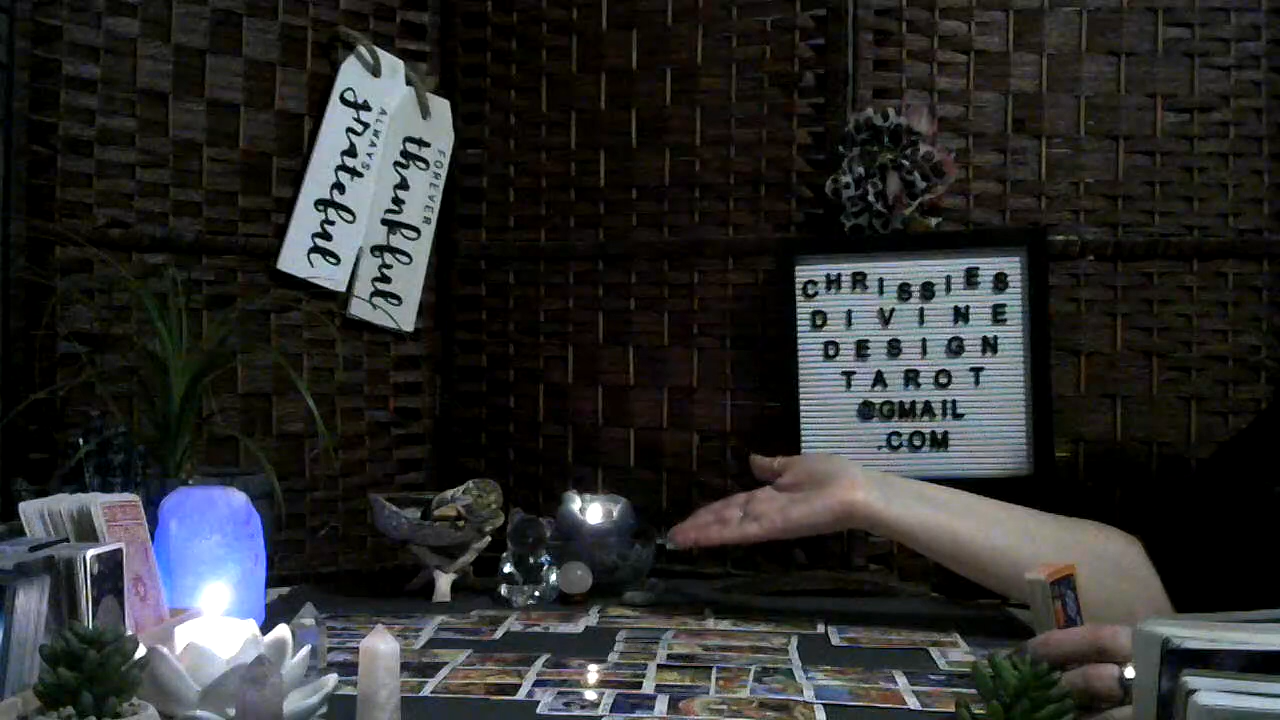 ALWAYS
grateful
FOREVER
thankful
CHRISSIES
DIVINE
DESIGN
TAROT
@GMAIL
.COM